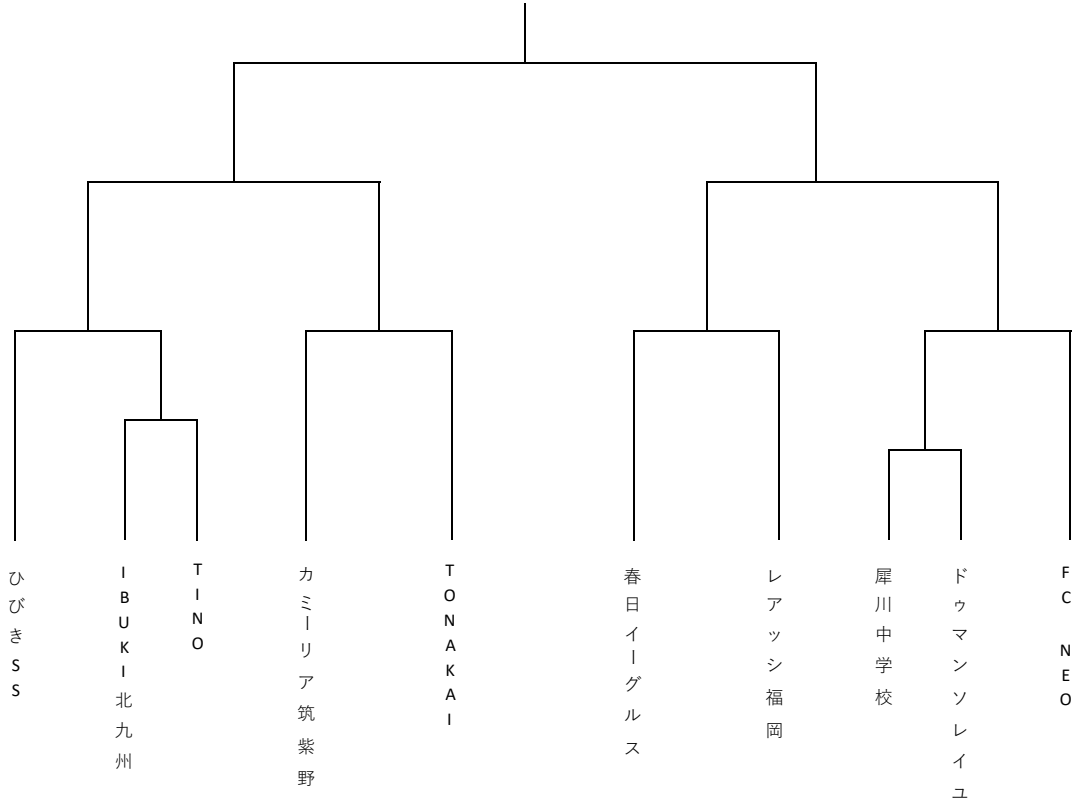 ひびきSS
IBUKI北九州
TINO
カミーリア筑紫野
TONAKAI
春日イーグルス
レアッシ福岡
犀川中学校
ドゥマンソレイユ
FC NEO